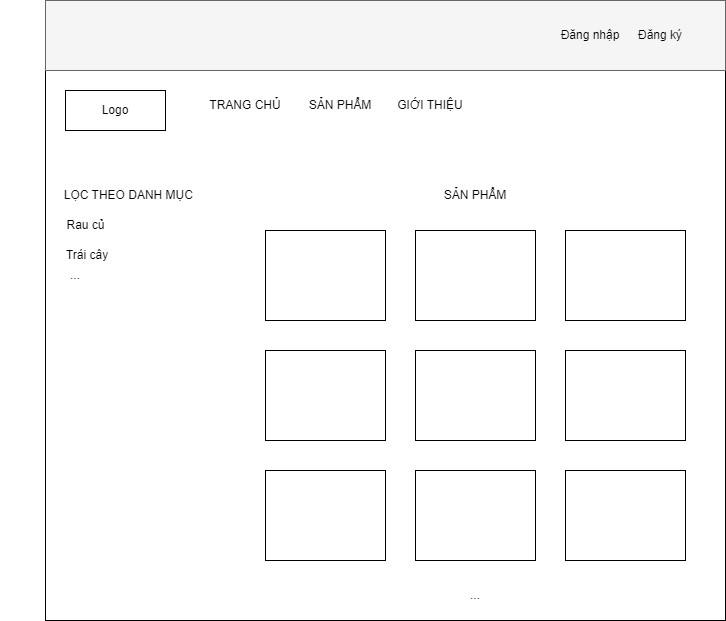 Đăng nhập Đăng ký
Logo
TRANG CHỦ SẢN PHẨM GIỚI THIỆU
LỌC THEO DANH MỤC
SẢN PHẨM
Rau củ
Trái cây
...
...